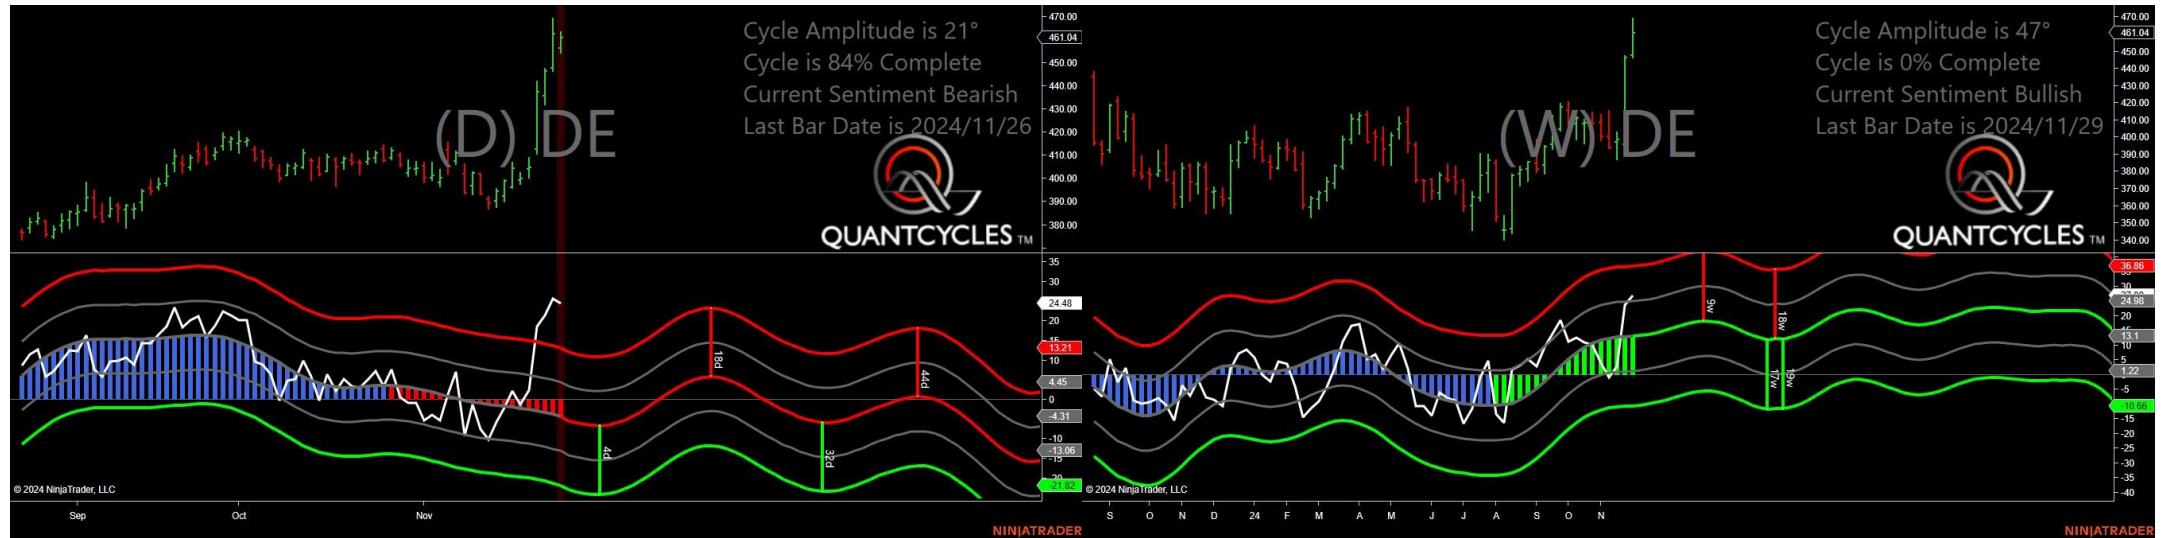 Cycle Amplitude is 21°
Cycle is 84% Complete
Current Sentiment Bearish
Last Bar Date is 2024/11/26
(D) DE
QUANTCYCLES TM
470.00
461.04
450.00
440.00
430.00
420.00
410.00
400.00
390.00
380.00
35
30
24.48
20
15
13.21
10
4.45
0
-4.31
-10
-13.06
-15
-21.82
4d
18d
32d
44d
© 2024 NinjaTrader, LLC
Sep Oct Nov
NINJATRADER
Cycle Amplitude is 47°
Cycle is 0% Complete
Current Sentiment Bullish
Last Bar Date is 2024/11/29
(W) DE
QUANTCYCLES TM
470.00
461.04
450.00
440.00
430.00
420.00
410.00
400.00
390.00
380.00
370.00
360.00
350.00
340.00
36.86
24.98
20
13.1
10
5
1.22
-5
-10.66
-15
-20
-25
-30
-35
-40
9w
18w
17w
19w
© 2024 NinjaTrader, LLC
S O N D 24 F M A M J J A S O N
NINJATRADER